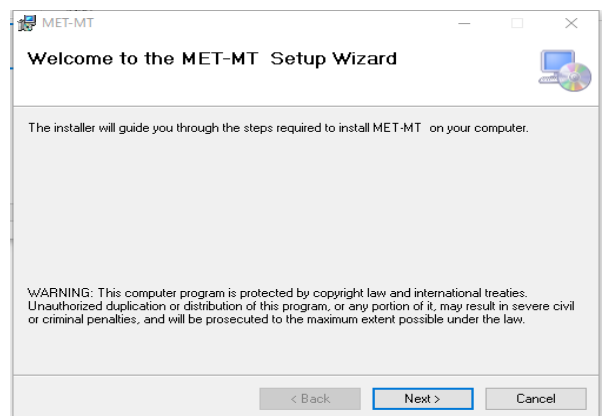 MET-MT
Welcome to the MET-MT Setup Wizard
The installer will guide you through the steps required to install MET-MT on your computer.
WARNING: This computer program is protected by copyright law and international treaties.
Unauthorized duplication or distribution of this program, or any portion of it, may result in severe civil
or criminal penalties, and will be prosecuted to the maximum extent possible under the law.
< Back
Next >
Cancel